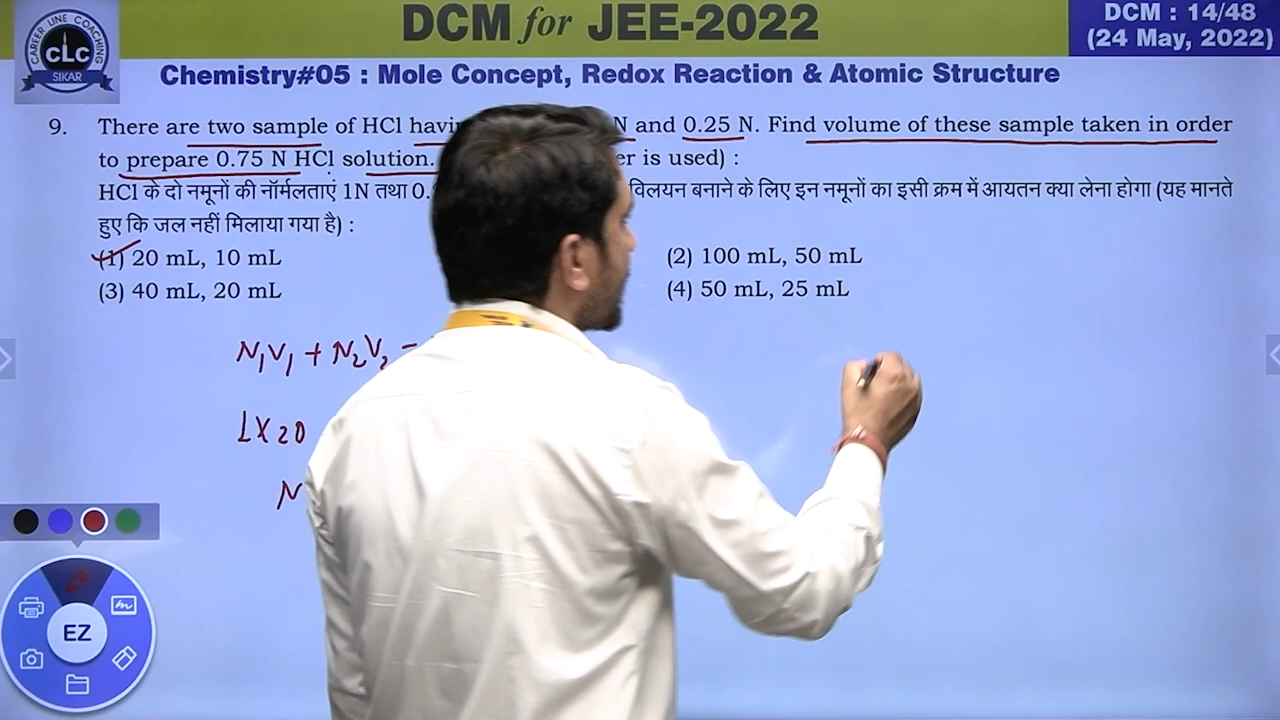 DCM for JEE-2022
DCM : 14/48
(24 May, 2022)
CAREER LINE COACHING
CLC
SIKAR
Chemistry#05 : Mole Concept, Redox Reaction & Atomic Structure
9. There are two sample of HCl N and 0.25 N. Find volume of these sample taken in order
to prepare 0.75 N HCl solution. is used) :
HCl के दो नमूनों की नॉर्मलताएं 1N तथा 0. विलयन बनाने के लिए इन नमूनों का इसी क्रम में आयतन क्या लेना होगा (यह मानते
हुए कि जल नहीं मिलाया गया है) :
(1) 20 mL, 10 mL
(2) 100 mL, 50 mL
(3) 40 mL, 20 mL
(4) 50 mL, 25 mL
N₁V₁ + N₂V₂ =
1×20
N
EZ